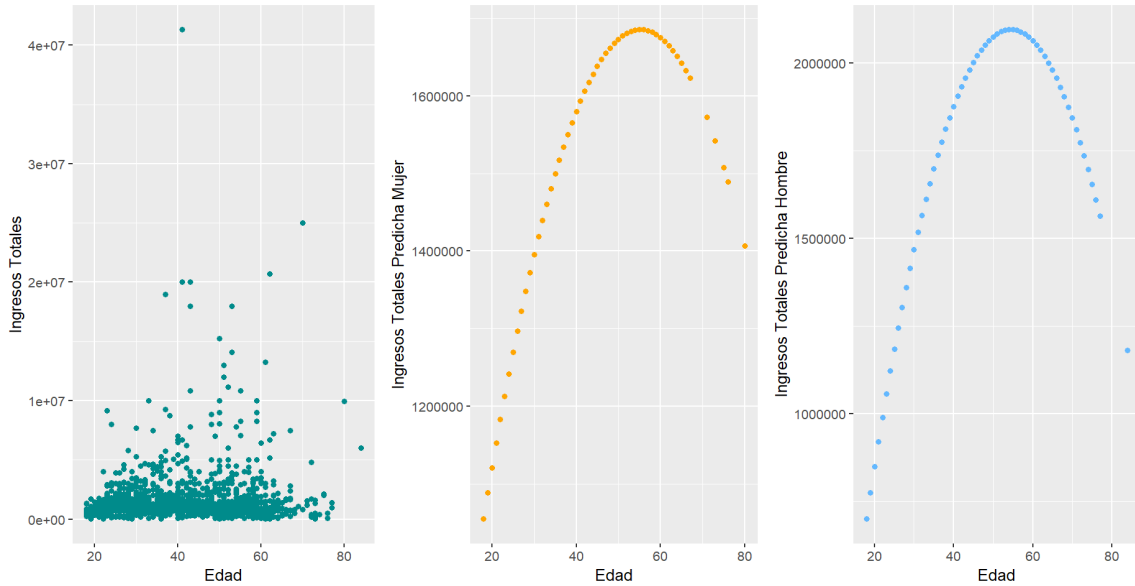 Ingresos Totales
4e+07
3e+07
2e+07
1e+07
0e+00
20 40 60 80
Edad
Ingresos Totales Predicha Mujer
1600000
1400000
1200000
20 40 60 80
Edad
Ingresos Totales Predicha Hombre
2000000
1500000
1000000
20 40 60 80
Edad